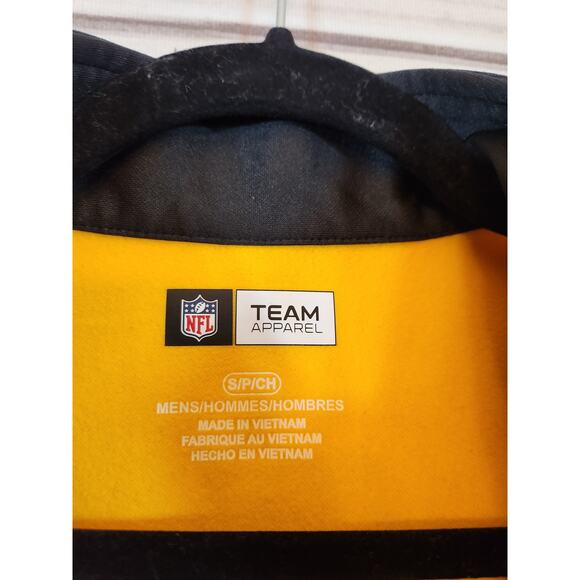 NFL
TEAM
APPAREL
S/P/CH
MENS/HOMMES/HOMBRES
MADE IN VIETNAM
FABRIQUE AU VIETNAM
HECHO EN VIETNAM